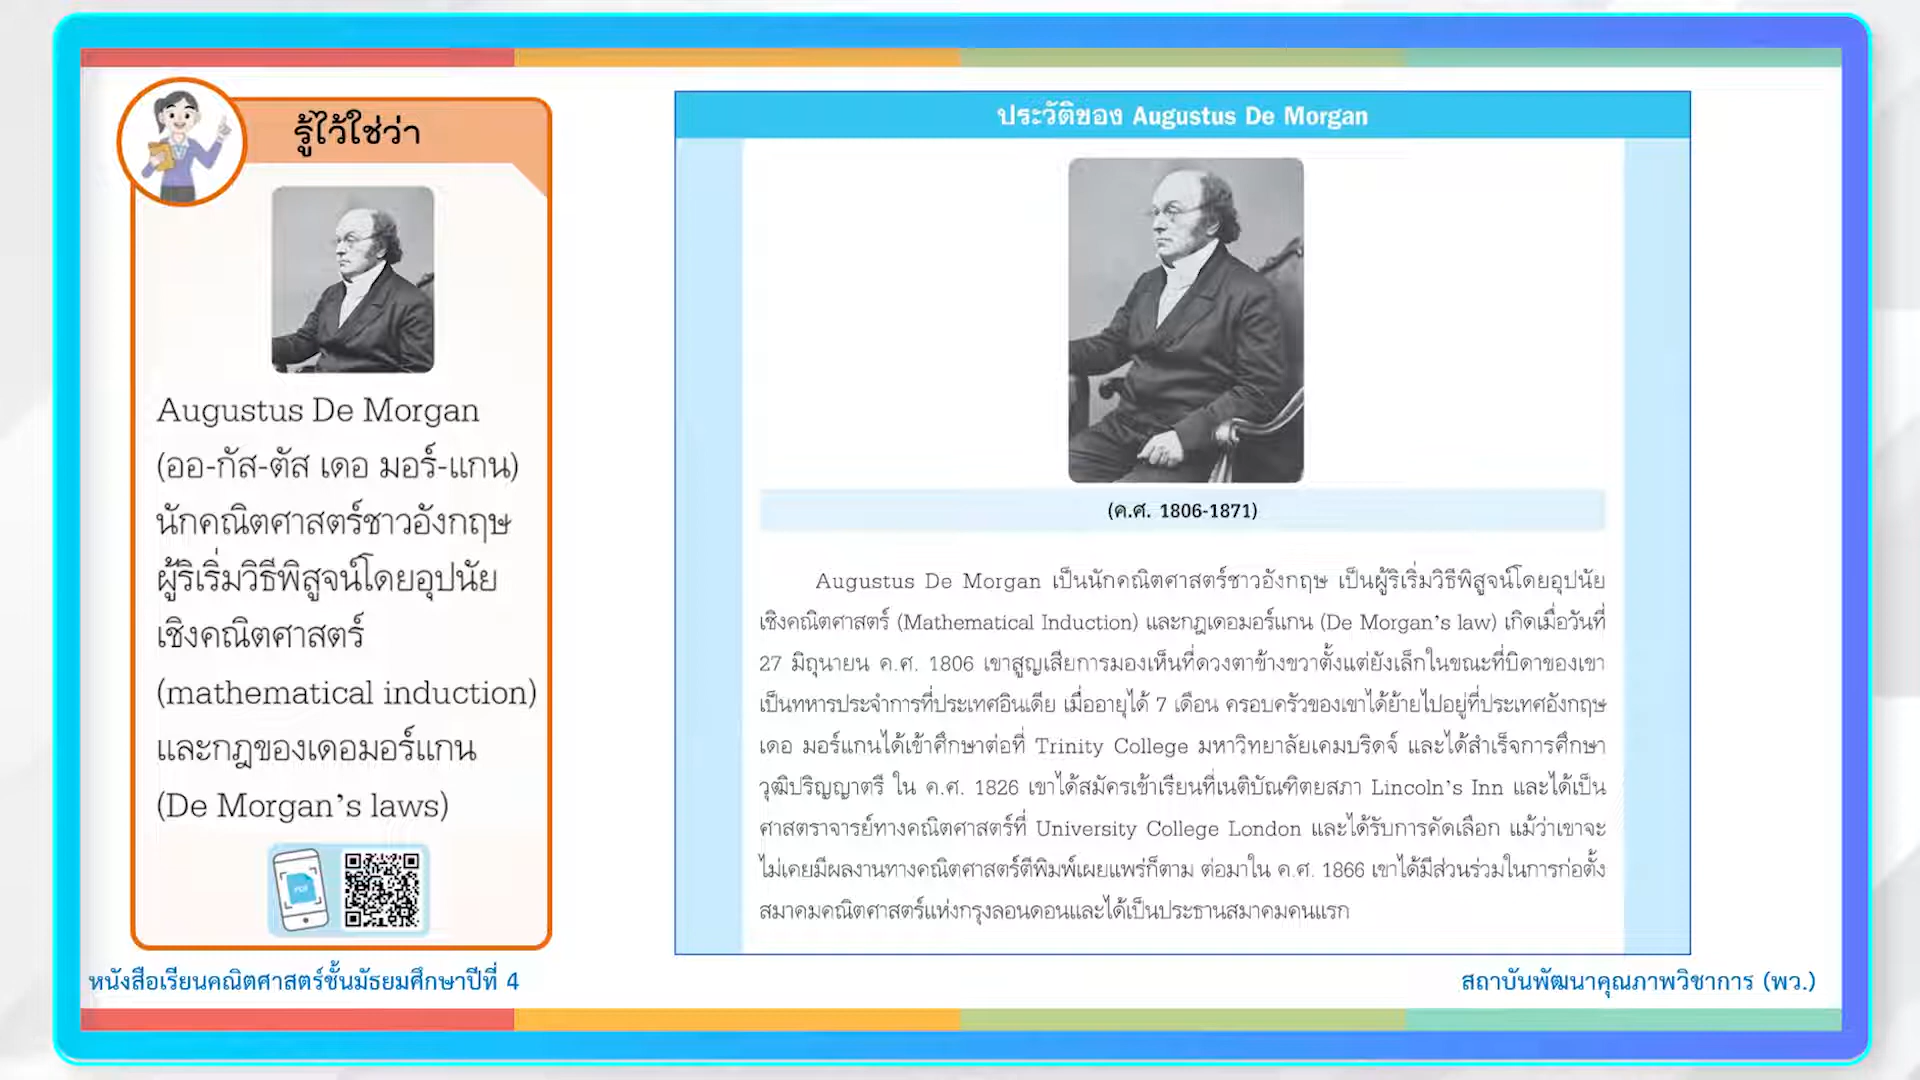 รู้ไว้ใช่ว่า
Augustus De Morgan
(ออ-กัส-ตัส เดอ มอร์-แกน)
นักคณิตศาสตร์ชาวอังกฤษ
ผู้ริเริ่มวิธีพิสูจน์โดยอุปนัย
เชิงคณิตศาสตร์
(mathematical induction)
และกฎของเดอมอร์แกน
(De Morgan's laws)
PDF
ประวัติของ Augustus De Morgan
(ค.ศ. 1806-1871)
Augustus De Morgan เป็นนักคณิตศาสตร์ชาวอังกฤษ เป็นผู้ริเริ่มวิธีพิสูจน์โดยอุปนัย
เชิงคณิตศาสตร์ (Mathematical Induction) และกฎเดอมอร์แกน (De Morgan's law) เกิดเมื่อวันที่
27 มิถุนายน ค.ศ. 1806 เขาสูญเสียการมองเห็นที่ดวงตาข้างขวาตั้งแต่ยังเล็กในขณะที่บิดาของเขา
เป็นทหารประจำการที่ประเทศอินเดีย เมื่ออายุได้ 7 เดือน ครอบครัวของเขาได้ย้ายไปอยู่ที่ประเทศอังกฤษ
เดอ มอร์แกนได้เข้าศึกษาต่อที่ Trinity College มหาวิทยาลัยเคมบริดจ์ และได้สำเร็จการศึกษา
วุฒิปริญญาตรี ใน ค.ศ. 1826 เขาได้สมัครเข้าเรียนที่เนติบัณฑิตยสภา Lincoln's Inn และได้เป็น
ศาสตราจารย์ทางคณิตศาสตร์ที่ University College London และได้รับการคัดเลือก แม้ว่าเขาจะ
ไม่เคยมีผลงานทางคณิตศาสตร์ตีพิมพ์เผยแพร่ก็ตาม ต่อมาใน ค.ศ. 1866 เขาได้มีส่วนร่วมในการก่อตั้ง
สมาคมคณิตศาสตร์แห่งกรุงลอนดอนและได้เป็นประธานสมาคมคนแรก
หนังสือเรียนคณิตศาสตร์ชั้นมัธยมศึกษาปีที่ 4
สถาบันพัฒนาคุณภาพวิชาการ (พว.)